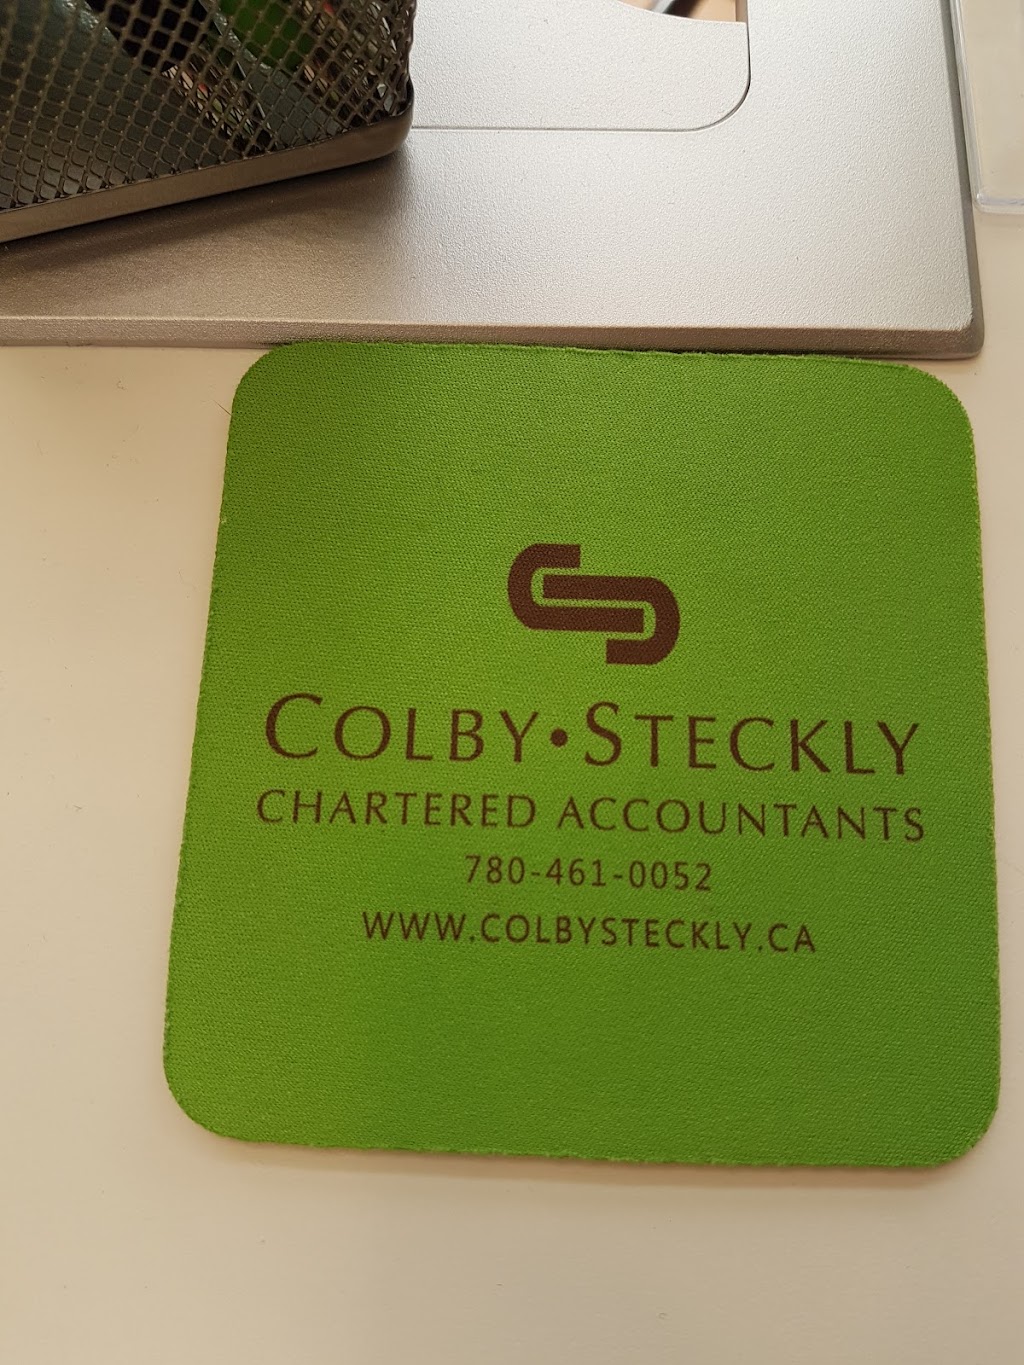 COLBY•STECKLY
CHARTERED ACCOUNTANTS
780-461-0052
WWW.COLBYSTECKLY.CA